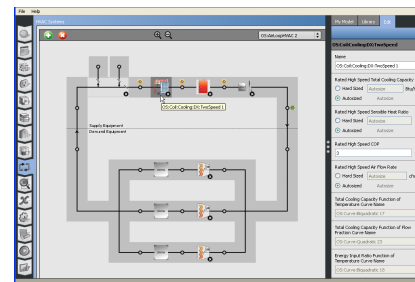 File Help
HVAC Systems
My Model Library Edit
OS:AirLoopHVAC 2
OS:Coil:Cooling:DX:TwoSpeed
Name
OS:Coil:Cooling:DX:TwoSpeed 1
OS:Coil:Cooling:DX:TwoSpeed 1
Rated High Speed Total Cooling Capacity
Hard Sized Autosize Btu/h
Autosized Autosize
Supply Equipment
Demand Equipment
Rated High Speed Sensible Heat Ratio
Hard Sized Autosize
Autosized Autosize
Rated High Speed COP
3
Rated High Speed Air Flow Rate
Hard Sized Autosize
Autosized Autosize
Total Cooling Capacity Function of
Temperature Curve Name
OS:Curve:Biquadratic 17
Total Cooling Capacity Function of Flow
Fraction Curve Name
OS:Curve:Quadratic 23
Energy Input Ratio Function of
Temperature Curve Name
OS:Curve:Biquadratic 18